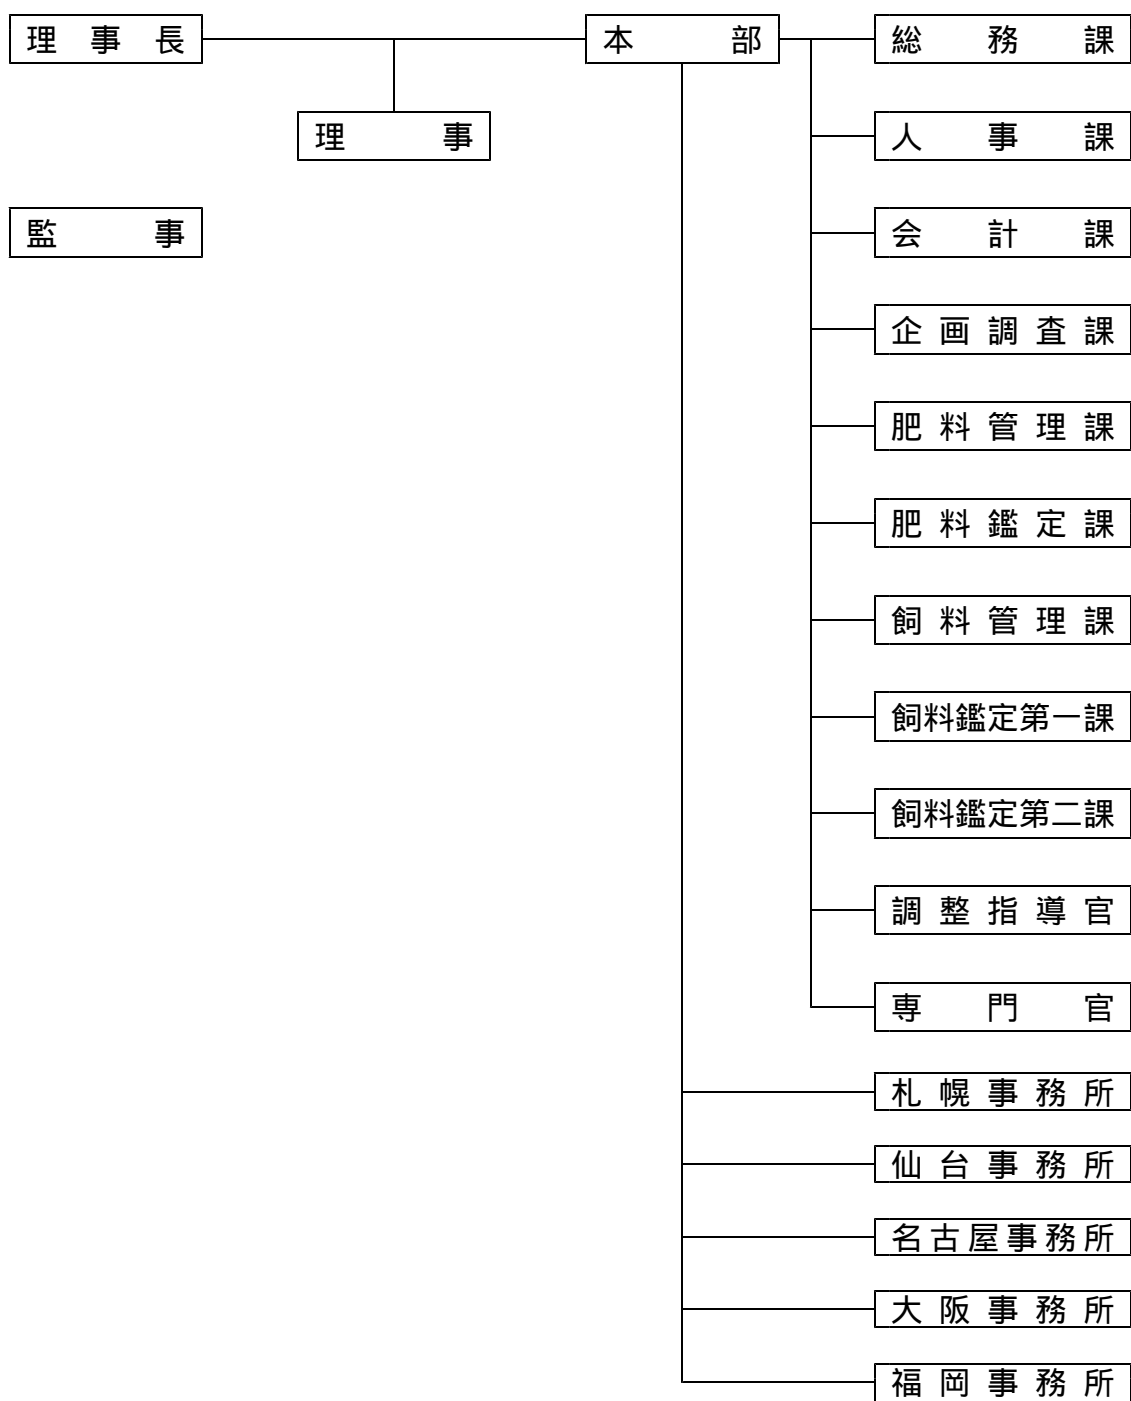 理事長
本部
総務課
理事
人事課
監事
会計課
企画調査課
肥料管理課
肥料鑑定課
飼料管理課
飼料鑑定第一課
飼料鑑定第二課
調整指導官
専門官
札幌事務所
仙台事務所
名古屋事務所
大阪事務所
福岡事務所